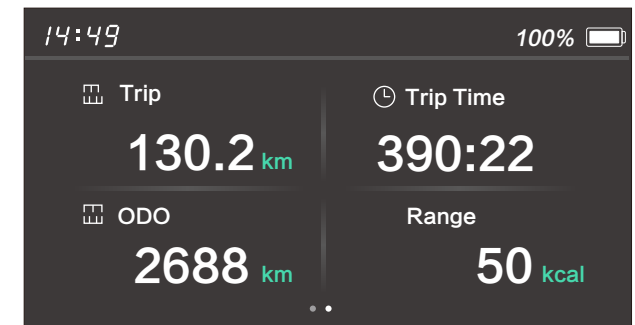 14:49 100%
Trip
130.2 km
Trip Time
390:22
ODO
2688 km
Range
50 kcal